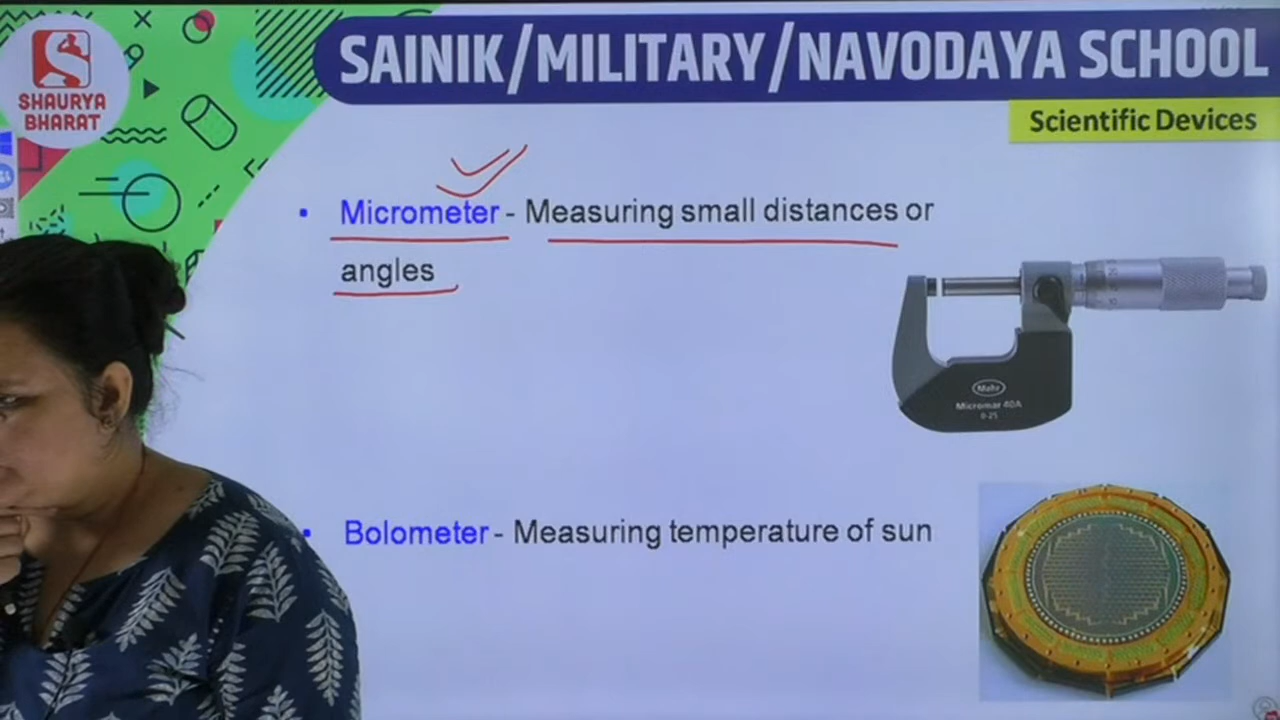 SHAURYA
BHARAT
SAINIK/MILITARY/NAVODAYA SCHOOL
Scientific Devices
• Micrometer - Measuring small distances or
angles
Mahr
Micromar 40A
0-25
• Bolometer - Measuring temperature of sun